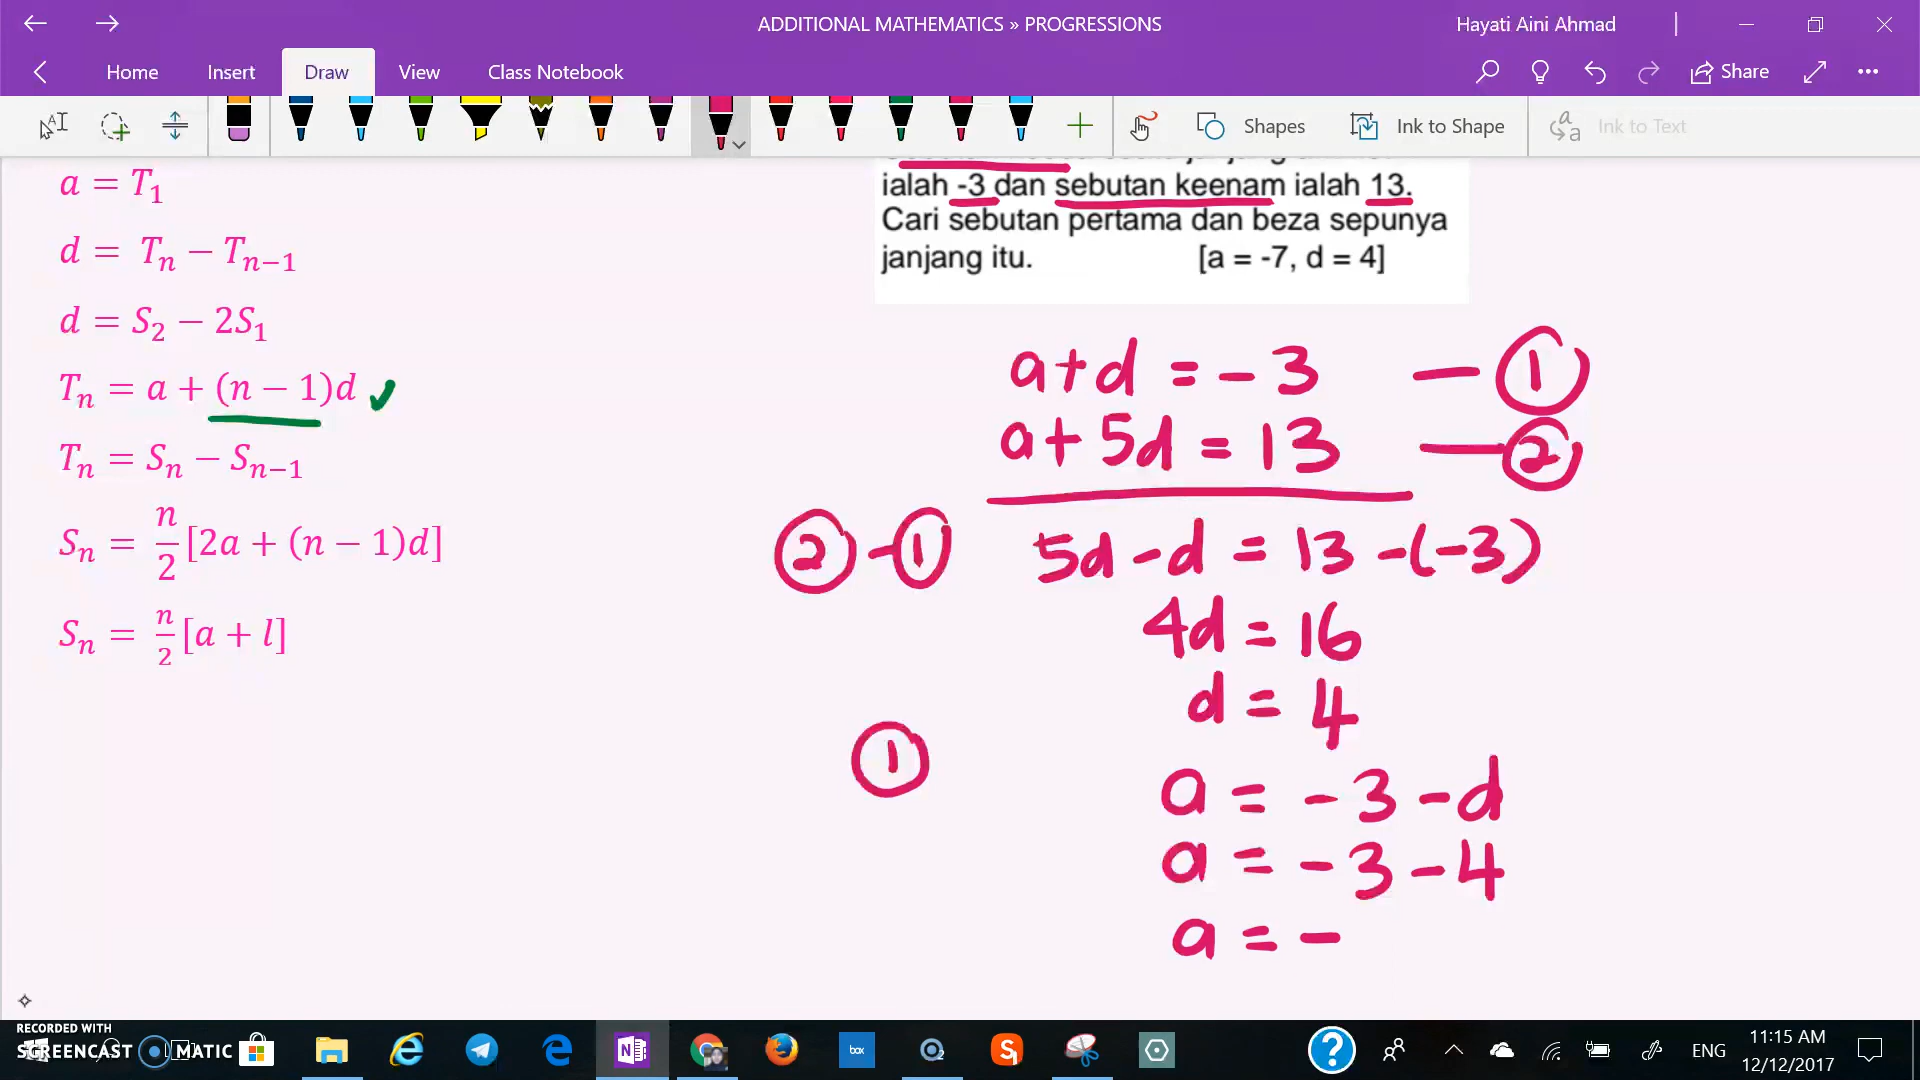 ADDITIONAL MATHEMATICS » PROGRESSIONS
Hayati Aini Ahmad
Home Insert Draw View Class Notebook
Share
Shapes
Ink to Shape
Ink to Text
a = T₁
d = Tₙ − Tₙ₋₁
d = S₂ − 2S₁
Tₙ = a + (n − 1)d ✓
Tₙ = Sₙ − Sₙ₋₁
Sₙ = n/2 [2a + (n − 1)d]
Sₙ = n/2 [a + l]
ialah -3 dan sebutan keenam ialah 13.
Cari sebutan pertama dan beza sepunya
janjang itu. [a = -7, d = 4]
a + d = -3 — ①
a + 5d = 13 — ②
② - ① 5d - d = 13 - (-3)
4d = 16
d = 4
① a = -3 - d
a = -3 - 4
a = -
RECORDED WITH
SCREENCAST MATIC
N
box
ENG
11:15 AM
12/12/2017